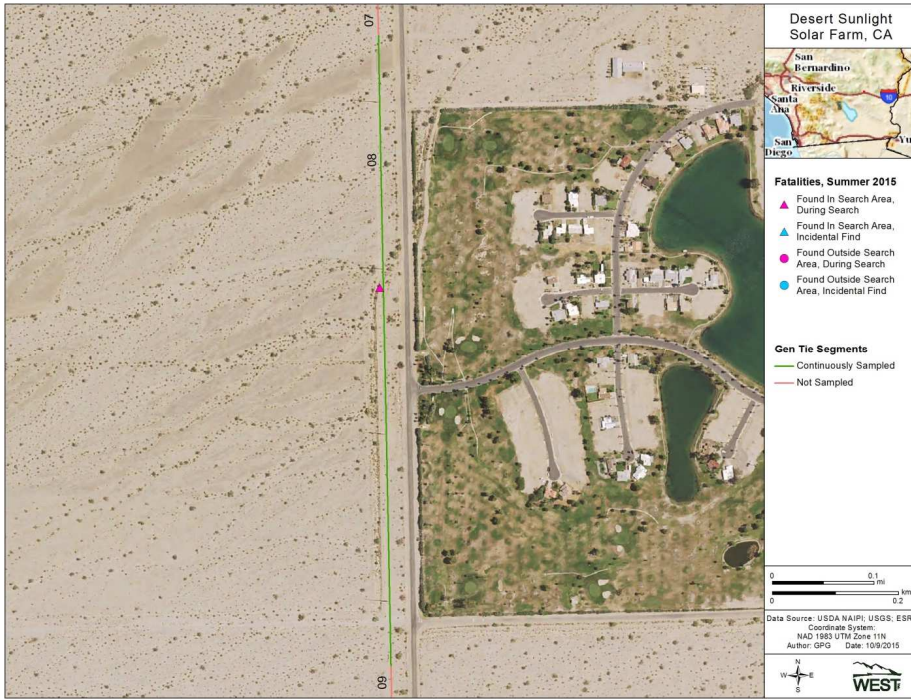 07
08
09
Desert Sunlight
Solar Farm, CA
San
Bernardino
Riverside
10
Santa
Ana
San
Diego
Yu
Fatalities, Summer 2015
Found In Search Area,
During Search
Found In Search Area,
Incidental Find
Found Outside Search
Area, During Search
Found Outside Search
Area, Incidental Find
Gen Tie Segments
Continuously Sampled
Not Sampled
0 0.1
mi
km
0 0.2
Data Source: USDA NAIPI; USGS; ESR
Coordinate System:
NAD 1983 UTM Zone 11N
Author: GPG Date: 10/9/2015
N
W E
S
WEST